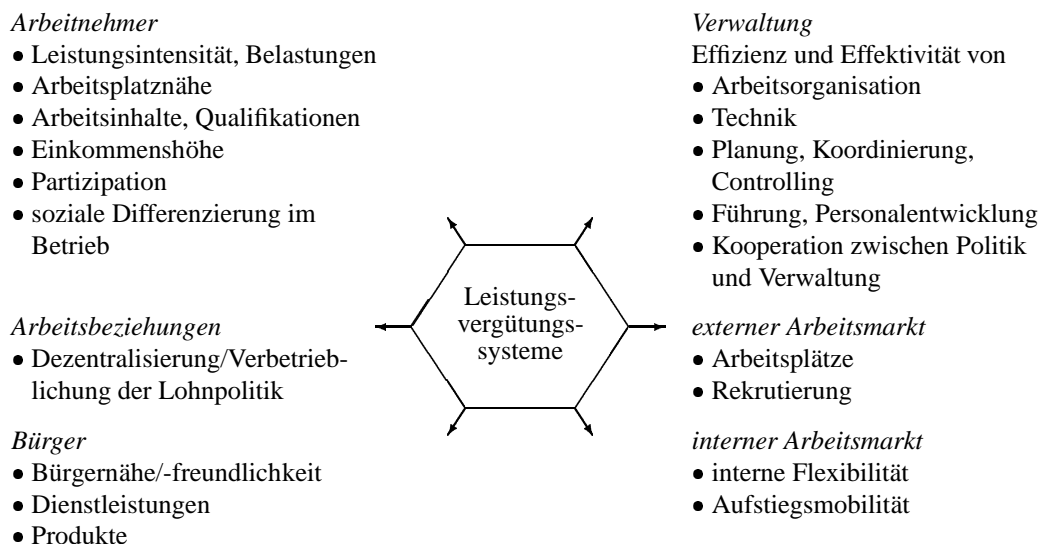 Arbeitnehmer
• Leistungsintensität, Belastungen
• Arbeitsplatznähe
• Arbeitsinhalte, Qualifikationen
• Einkommenshöhe
• Partizipation
• soziale Differenzierung im
Betrieb
Verwaltung
Effizienz und Effektivität von
• Arbeitsorganisation
• Technik
• Planung, Koordinierung,
Controlling
• Führung, Personalentwicklung
• Kooperation zwischen Politik
und Verwaltung
Leistungs-
vergütungs-
systeme
Arbeitsbeziehungen
• Dezentralisierung/Verbetrieb-
lichung der Lohnpolitik
externer Arbeitsmarkt
• Arbeitsplätze
• Rekrutierung
Bürger
• Bürgernähe/-freundlichkeit
• Dienstleistungen
• Produkte
interner Arbeitsmarkt
• interne Flexibilität
• Aufstiegsmobilität